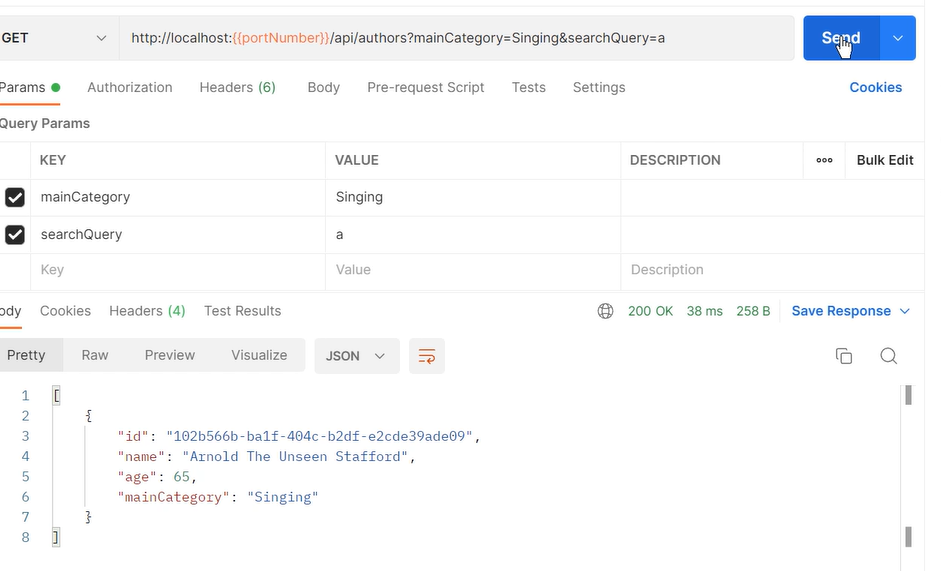 GET http://localhost:{{portNumber}}/api/authors?mainCategory=Singing&searchQuery=a Send
Params Authorization Headers (6) Body Pre-request Script Tests Settings Cookies
Query Params
KEY VALUE DESCRIPTION Bulk Edit
mainCategory Singing
searchQuery a
Key Value Description
ody Cookies Headers (4) Test Results 200 OK 38 ms 258 B Save Response
Pretty Raw Preview Visualize JSON
1 [
2 {
3 "id": "102b566b-ba1f-404c-b2df-e2cde39ade09",
4 "name": "Arnold The Unseen Stafford",
5 "age": 65,
6 "mainCategory": "Singing"
7 }
8 ]